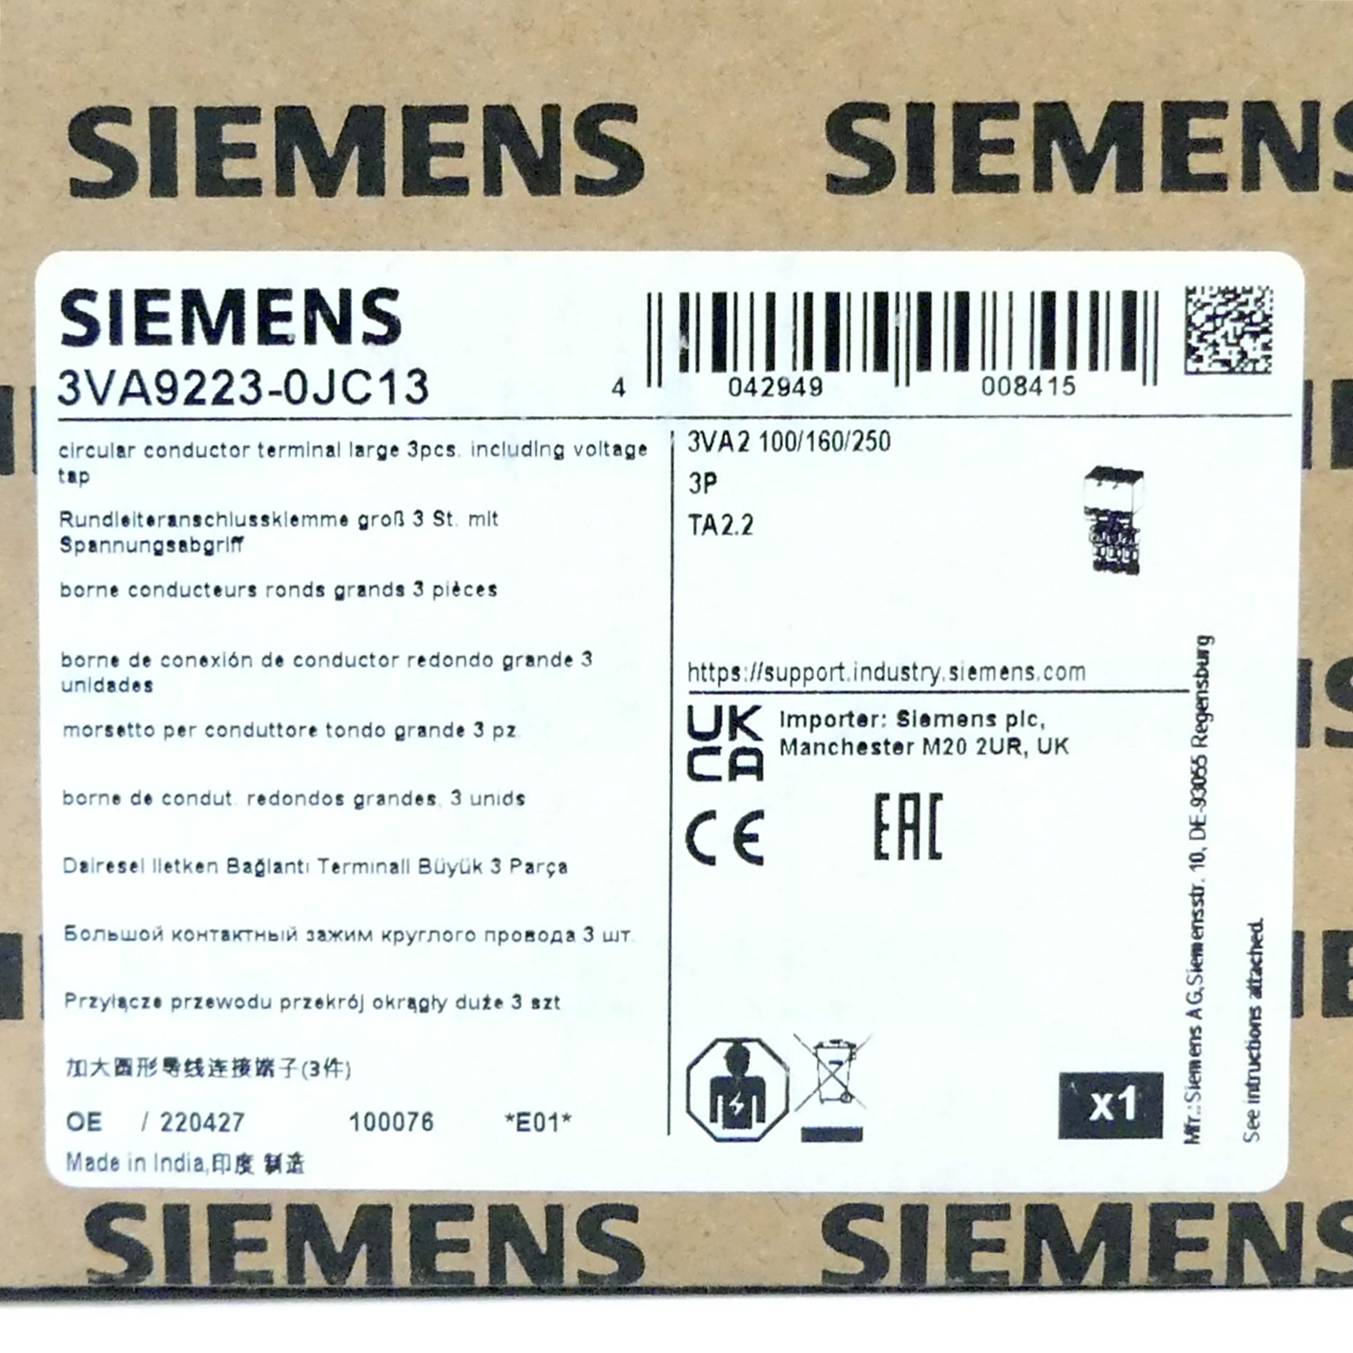 SIEMENS SIEMENS
SIEMENS
3VA9223-0JC13
4 042949 008415
circular conductor terminal large 3pcs. including voltage
tap
Rundleiteranschlussklemme groß 3 St. mit
Spannungsabgriff
borne conducteurs ronds grands 3 pièces
borne de conexión de conductor redondo grande 3
unidades
morsetto per conduttore tondo grande 3 pz.
borne de condut. redondos grandes, 3 unids
Dairesel Iletken Bağlantı Terminali Büyük 3 Parça
Большой контактный зажим круглого провода 3 шт.
Przyłącze przewodu przekrój okrągły duże 3 szt
加大圆形导线连接端子(3件)
OE / 220427 100076 *E01*
Made in India,印度 制造
3VA2 100/160/250
3P
TA2.2
https://support.industry.siemens.com
UK
CA
Importer: Siemens plc,
Manchester M20 2UR, UK
CE EAC
x1
Mfr.:Siemens AG,Siemensstr. 10, DE-93055 Regensburg
See intructions attached.
SIEMENS SIEMENS